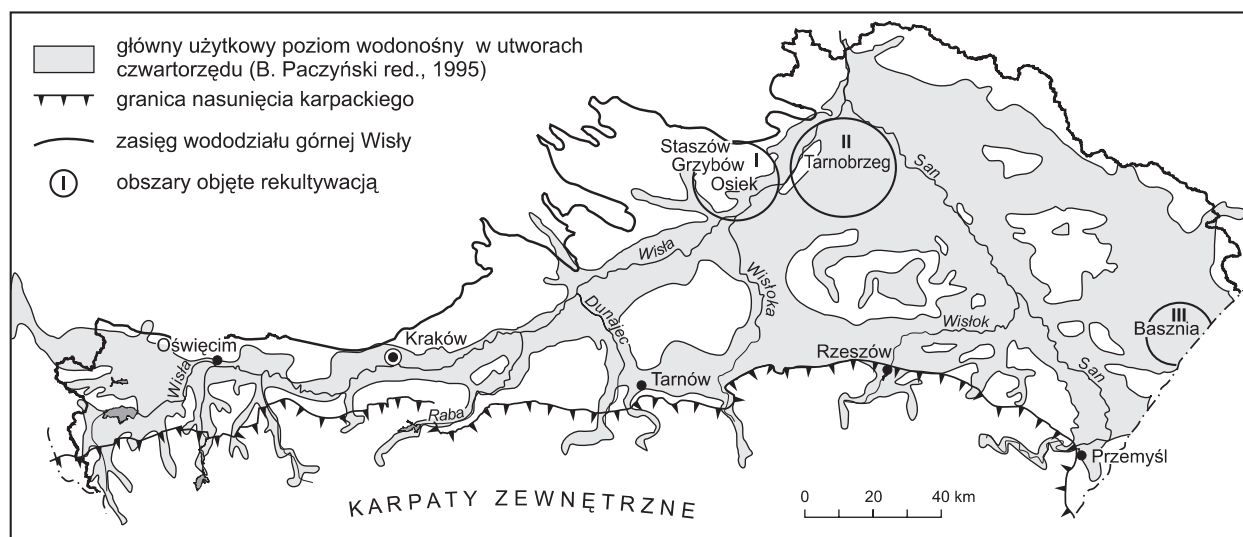 główny użytkowy poziom wodonośny w utworach
czwartorzędu (B. Paczyński red., 1995)
granica nasunięcia karpackiego
zasięg wododziału górnej Wisły
I obszary objęte rekultywacją
Staszów
Grzybów
Osiek
I
II
Tarnobrzeg
San
Wisła
Wisłoka
Dunajec
Wisłok
III
Basznia
Kraków
Oświęcim
Wisła
Rzeszów
Tarnów
San
Raba
Przemyśl
KARPATY ZEWNĘTRZNE
0 20 40 km